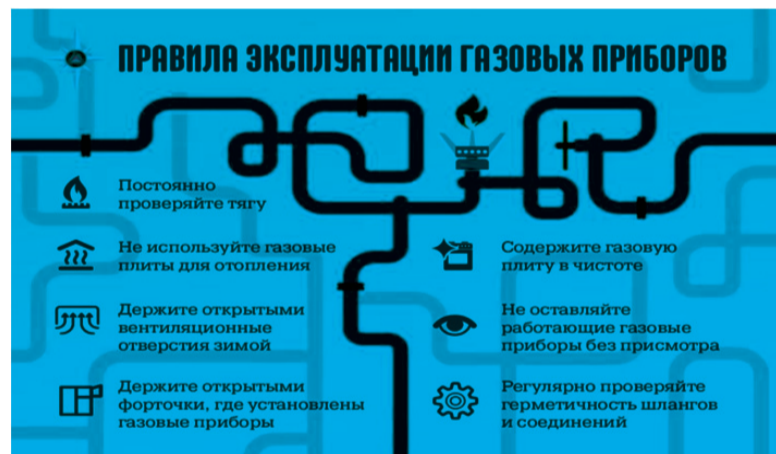 ПРАВИЛА ЭКСПЛУАТАЦИИ ГАЗОВЫХ ПРИБОРОВ
Постоянно
проверяйте тягу
Не используйте газовые
плиты для отопления
Держите открытыми
вентиляционные
отверстия зимой
Держите открытыми
форточки, где установлены
газовые приборы
Содержите газовую
плиту в чистоте
Не оставляйте
работающие газовые
приборы без присмотра
Регулярно проверяйте
герметичность шлангов
и соединений